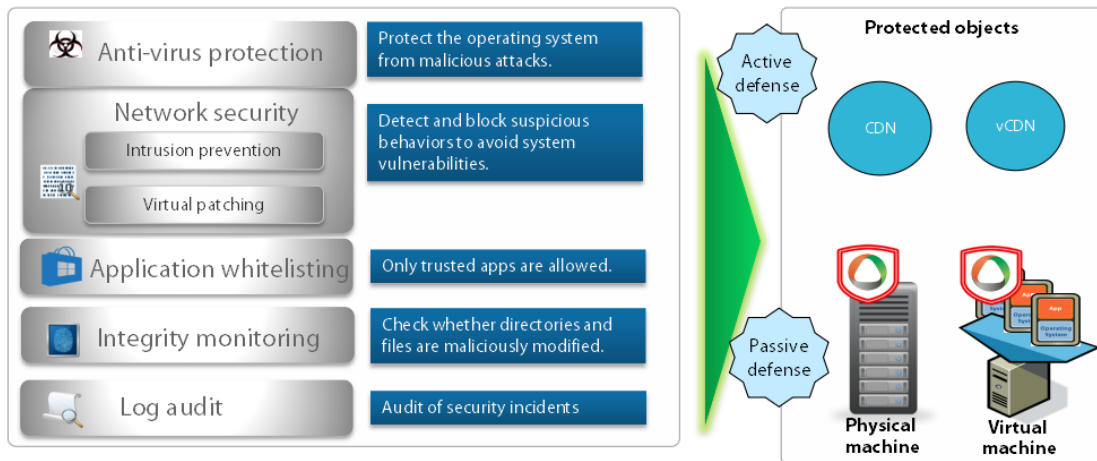 Anti-virus protection
Protect the operating system
from malicious attacks.
Network security
Intrusion prevention
Virtual patching
Detect and block suspicious
behaviors to avoid system
vulnerabilities.
Application whitelisting
Only trusted apps are allowed.
Integrity monitoring
Check whether directories and
files are maliciously modified.
Log audit
Audit of security incidents
Active
defense
Passive
defense
Protected objects
CDN
vCDN
Physical
machine
App
Operating
System
Virtual
machine